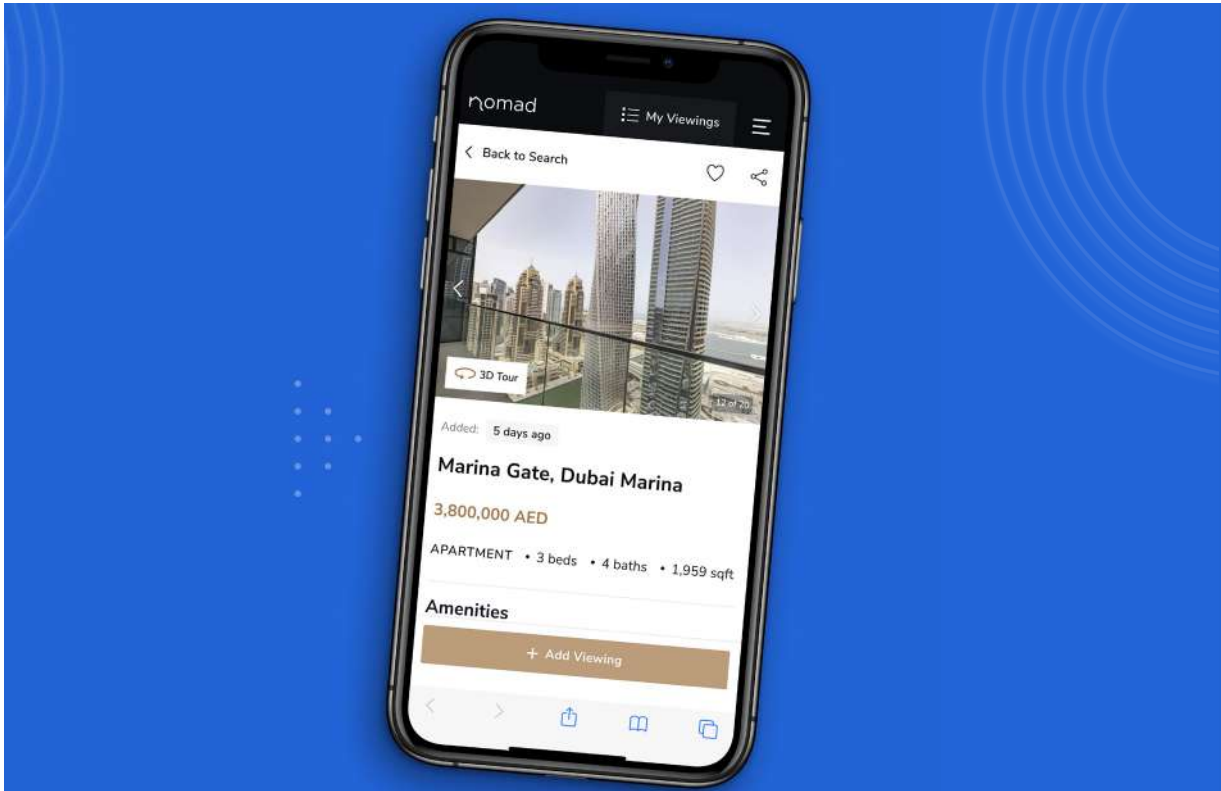 nomad
My Viewings
Back to Search
3D Tour
12 of 20
Added: 5 days ago
Marina Gate, Dubai Marina
3,800,000 AED
APARTMENT • 3 beds • 4 baths • 1,959 sqft
Amenities
+ Add Viewing